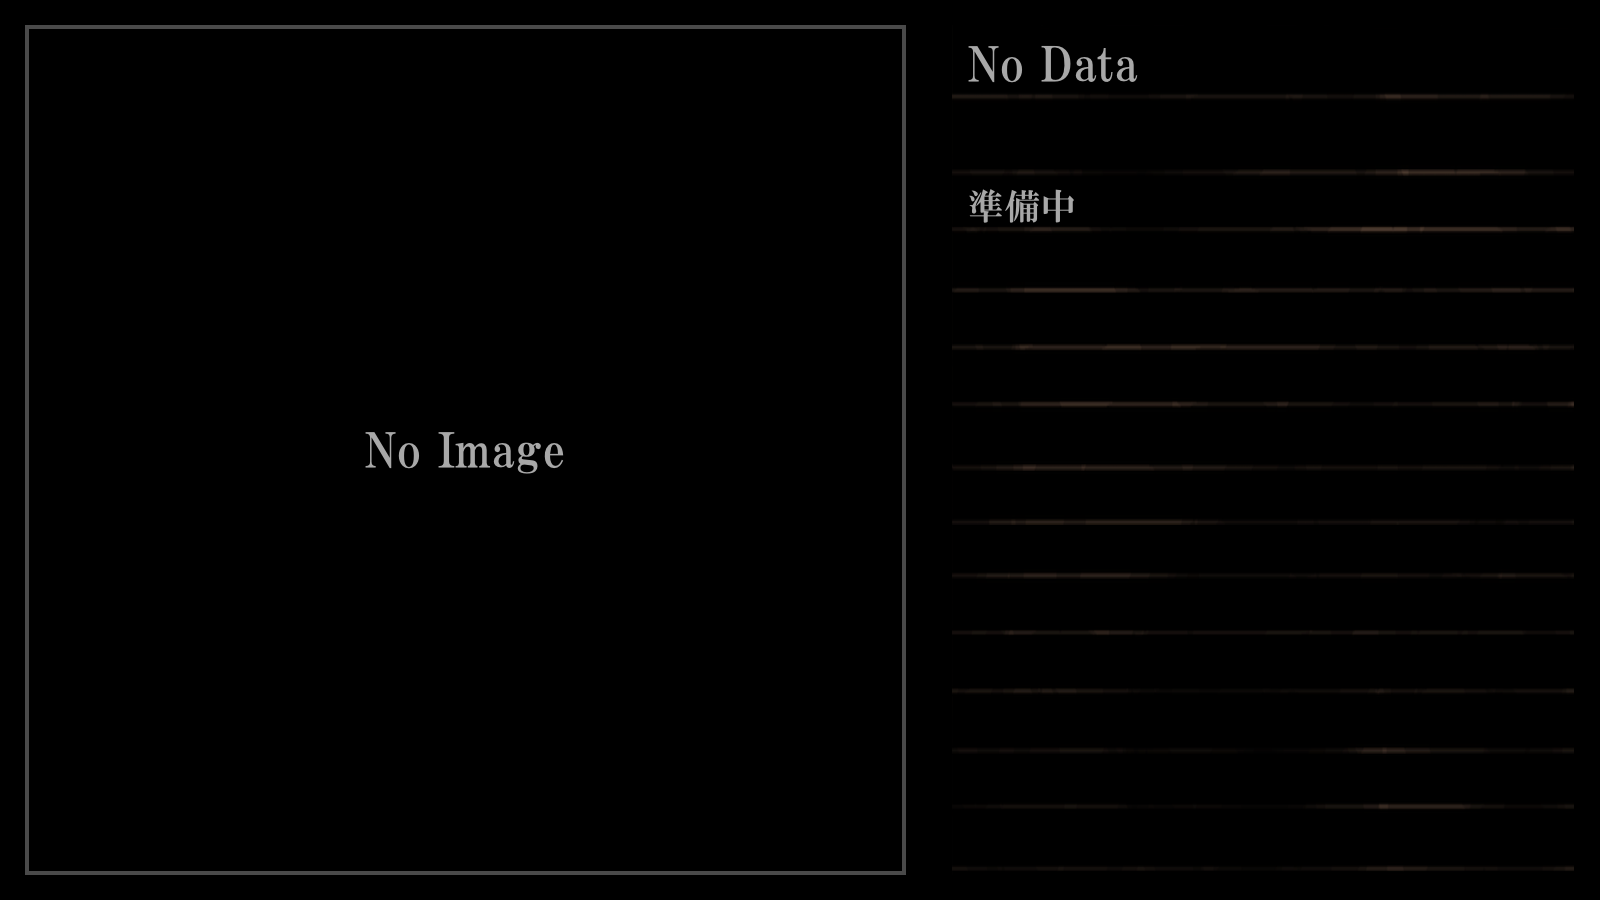 No Image
No Data
準備中